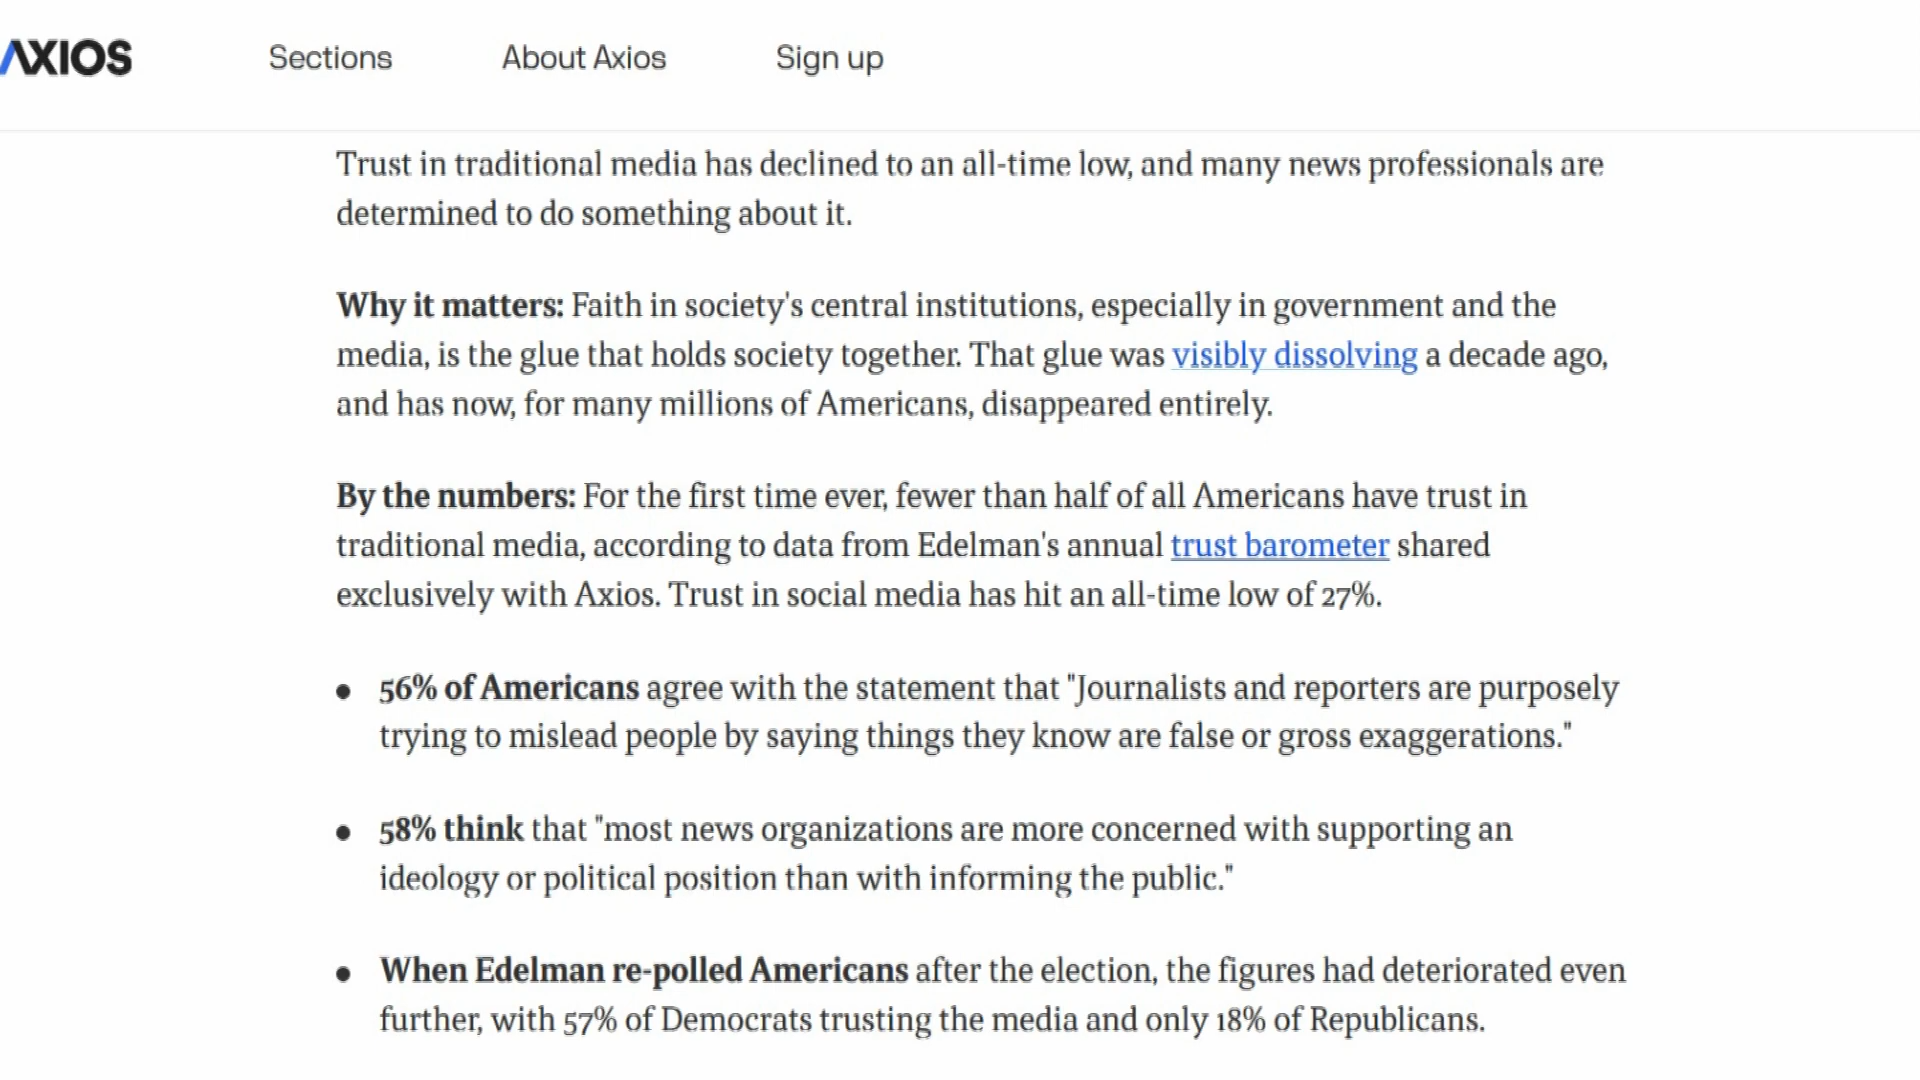 AXIOS Sections About Axios Sign up
Trust in traditional media has declined to an all-time low, and many news professionals are
determined to do something about it.
Why it matters: Faith in society's central institutions, especially in government and the
media, is the glue that holds society together. That glue was visibly dissolving a decade ago,
and has now, for many millions of Americans, disappeared entirely.
By the numbers: For the first time ever, fewer than half of all Americans have trust in
traditional media, according to data from Edelman's annual trust barometer shared
exclusively with Axios. Trust in social media has hit an all-time low of 27%.
• 56% of Americans agree with the statement that "Journalists and reporters are purposely
trying to mislead people by saying things they know are false or gross exaggerations."
• 58% think that "most news organizations are more concerned with supporting an
ideology or political position than with informing the public."
• When Edelman re-polled Americans after the election, the figures had deteriorated even
further, with 57% of Democrats trusting the media and only 18% of Republicans.